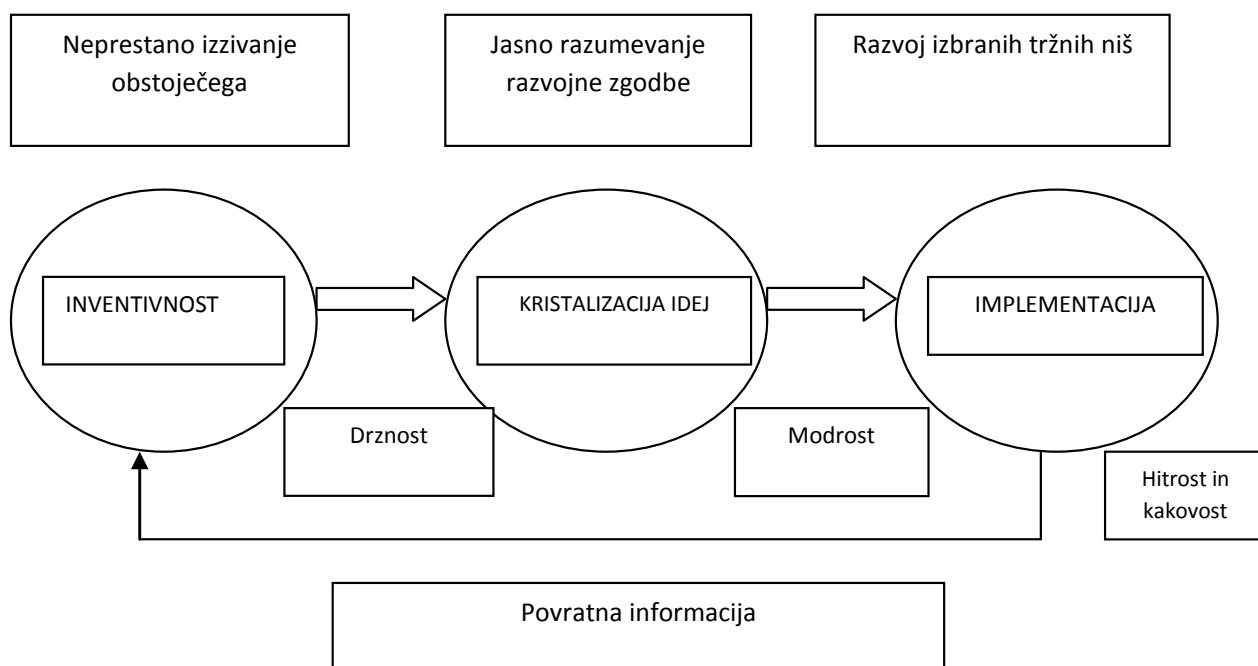 Neprestano izzivanje
obstoječega
Jasno razumevanje
razvojne zgodbe
Razvoj izbranih tržnih niš
INVENTIVNOST
KRISTALIZACIJA IDEJ
IMPLEMENTACIJA
Drznost
Modrost
Hitrost in
kakovost
Povratna informacija